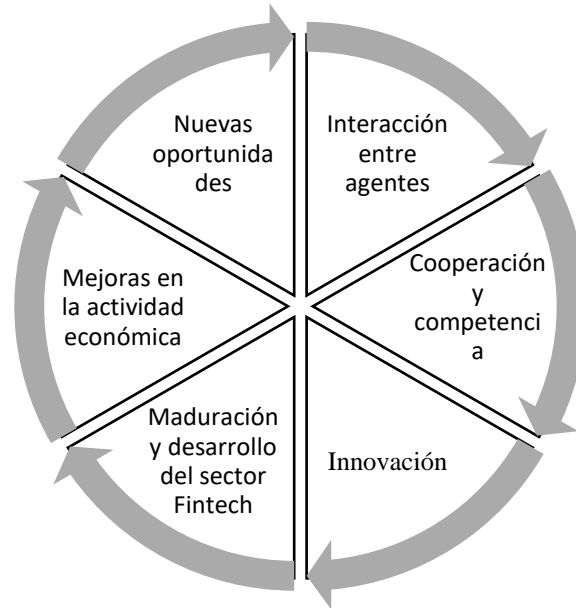 Nuevas
oportunida
des
Interacción
entre
agentes
Cooperación
y
competenci
a
Innovación
Maduración
y desarrollo
del sector
Fintech
Mejoras en
la actividad
económica